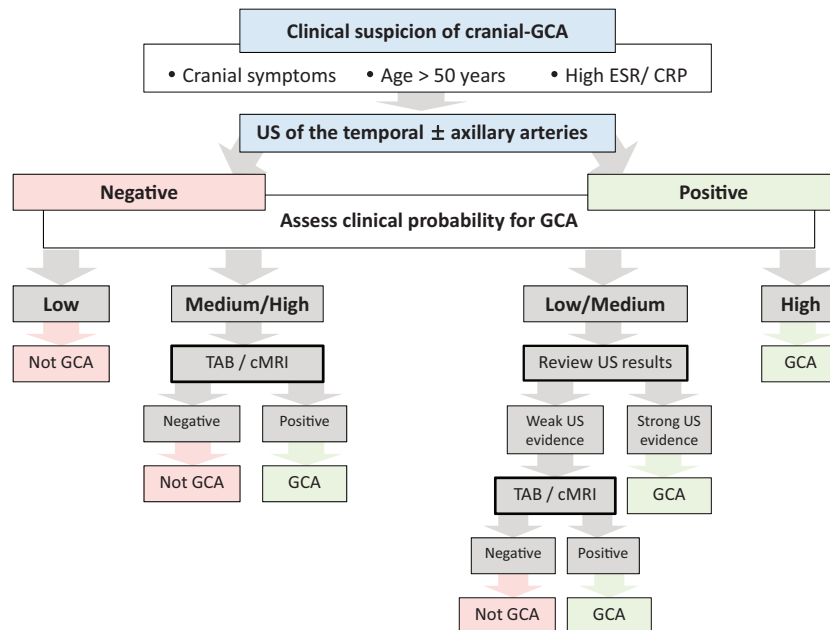 Clinical suspicion of cranial-GCA
• Cranial symptoms • Age > 50 years • High ESR/ CRP
US of the temporal ± axillary arteries
Negative Positive
Assess clinical probability for GCA
Low Medium/High Low/Medium High
Not GCA TAB / cMRI Review US results GCA
Negative Positive Weak US evidence Strong US evidence
Not GCA GCA TAB / cMRI GCA
Negative Positive
Not GCA GCA